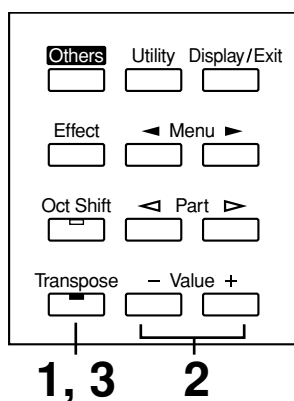 Others Utility Display/Exit
Effect ◄ Menu ►
Oct Shift ◅ Part ▻
Transpose − Value +
1, 3 2